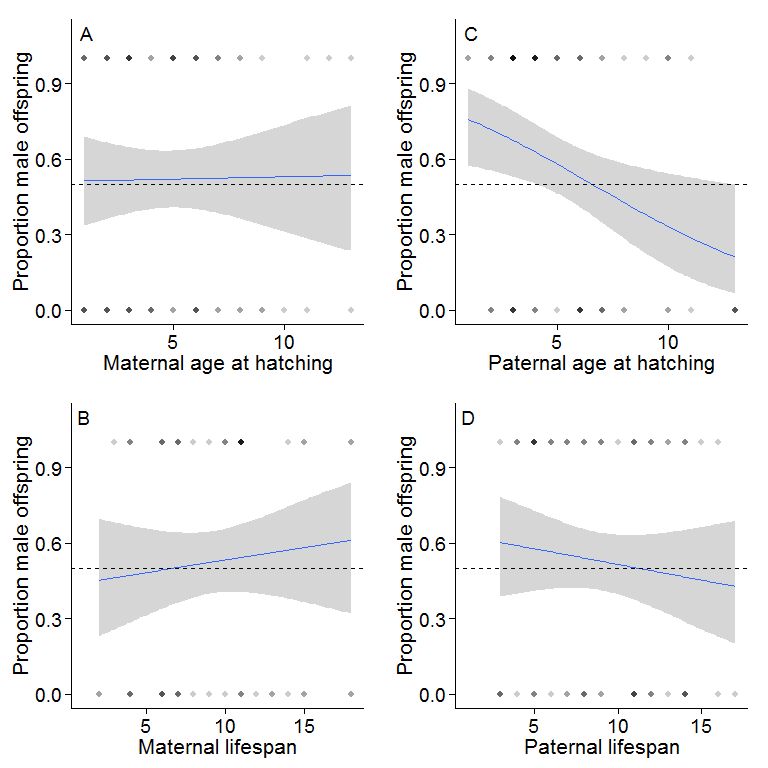 A
Proportion male offspring
0.9
0.6
0.3
0.0
5
10
Maternal age at hatching
C
Proportion male offspring
0.9
0.6
0.3
0.0
5
10
Paternal age at hatching
B
Proportion male offspring
0.9
0.6
0.3
0.0
5
10
15
Maternal lifespan
D
Proportion male offspring
0.9
0.6
0.3
0.0
5
10
15
Paternal lifespan